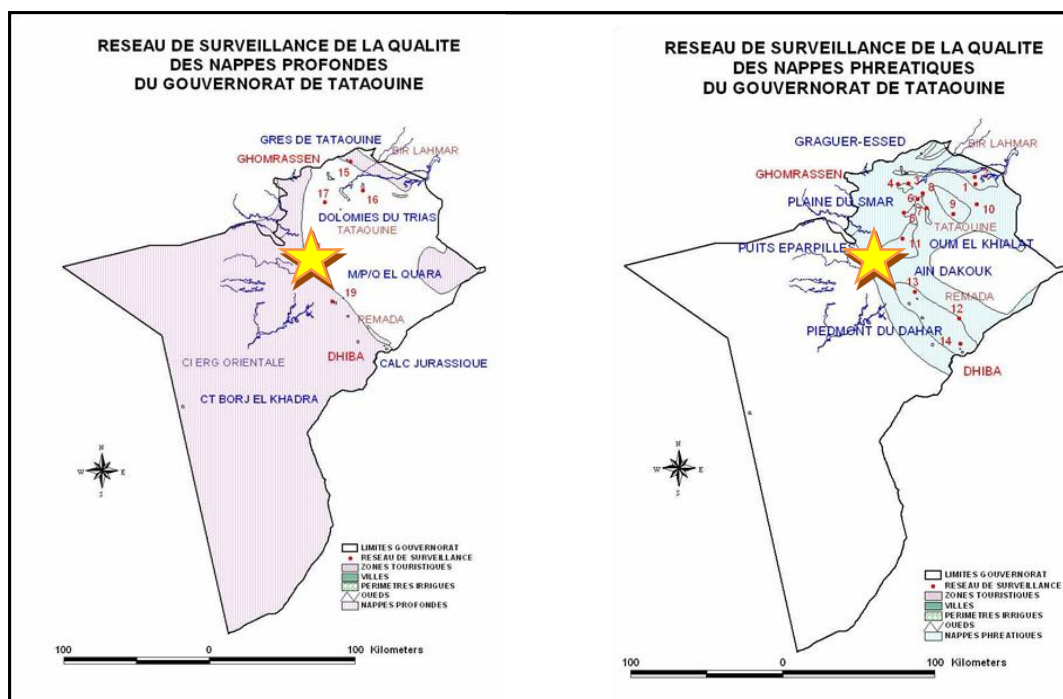 RESEAU DE SURVEILLANCE DE LA QUALITE
DES NAPPES PROFONDES
DU GOUVERNORAT DE TATAOUINE
GRES DE TATAOUINE
GHOMRASSEN
BIR LAHMAR
15
17
16
DOLOMIES DU TRIAS
TATAOUINE
M/P/O EL QUARA
19
REMADA
DHIBA
CI ERG ORIENTALE
CALC JURASSIQUE
CT BORJ EL KHADRA
N
W E
S
LIMITES GOUVERNORAT
RESEAU DE SURVEILLANCE
ZONES TOURISTIQUES
VILLES
PERIMETRES IRRIGUES
OUEDS
NAPPES PROFONDES
100 0 100 Kilometers
RESEAU DE SURVEILLANCE DE LA QUALITE
DES NAPPES PHREATIQUES
DU GOUVERNORAT DE TATAOUINE
GRAGUER-ESSED
BIR LAHMAR
GHOMRASSEN
4
1
8
6
PLAINE DU SMAR
7
9
10
TATAOUINE
11
PUITS EPARPILLE
OUM EL KHIALAT
AIN DAKOUK
13
REMADA
12
PIEDMONT DU DAHAR
14
DHIBA
N
W E
S
LIMITES GOUVERNORAT
RESEAU DE SURVEILLANCE
ZONES TOURISTIQUES
VILLES
PERIMETRES IRRIGUES
OUEDS
NAPPES PHREATIQUES
100 0 100 Kilometers